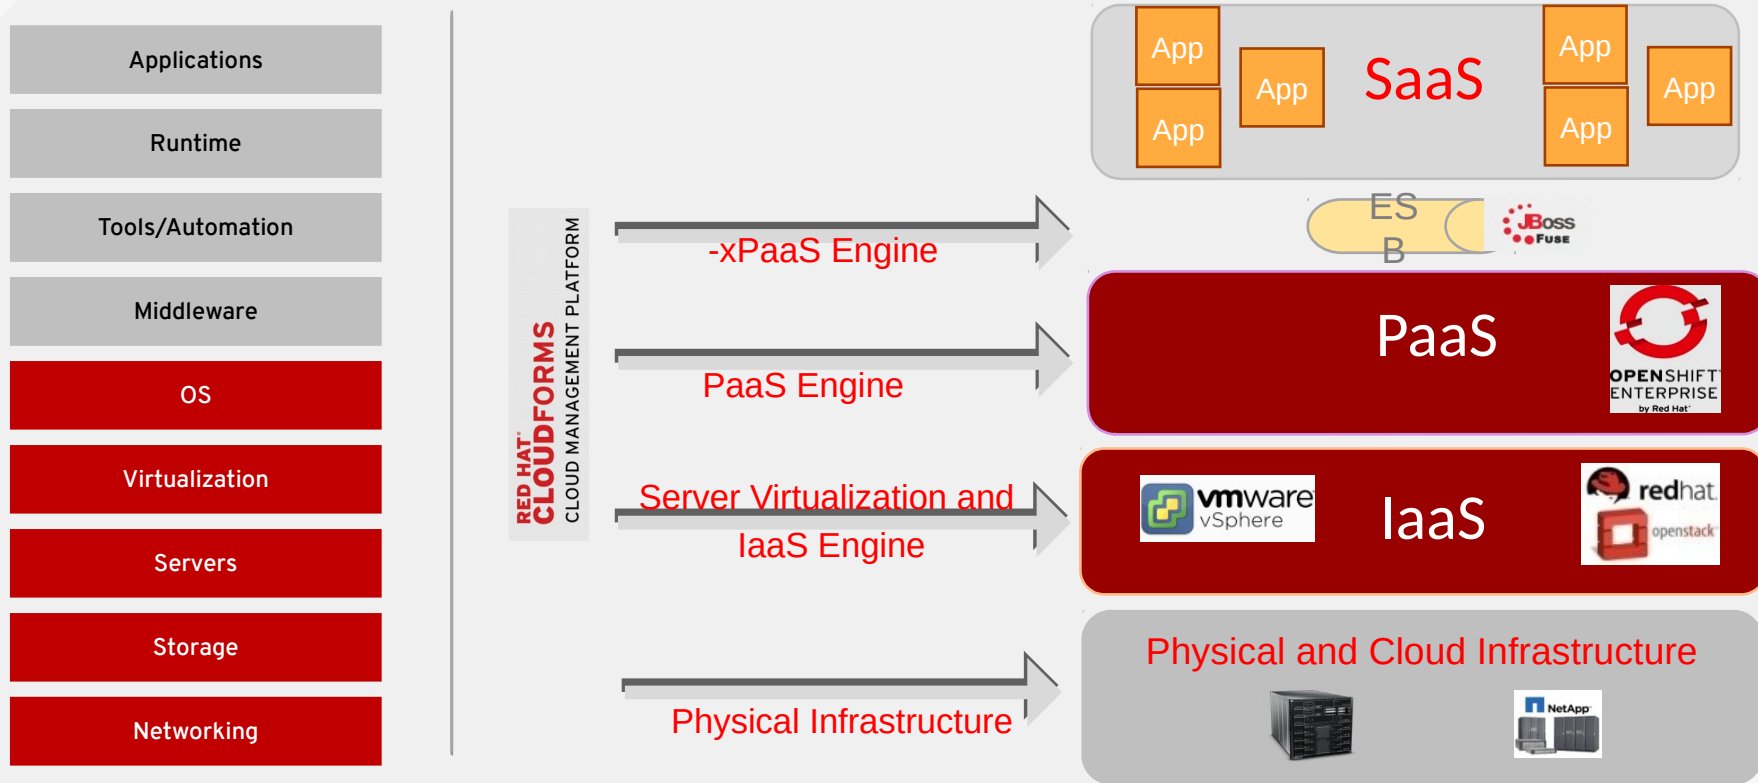 Applications
Runtime
Tools/Automation
Middleware
OS
Virtualization
Servers
Storage
Networking
RED HAT
CLOUDFORMS
CLOUD MANAGEMENT PLATFORM
-xPaaS Engine
PaaS Engine
Server Virtualization and
IaaS Engine
Physical Infrastructure
App
App
App
SaaS
App
App
App
ES
B
JBoss
FUSE
PaaS
OPENSHIFT
ENTERPRISE
by Red Hat
vmware
vSphere
IaaS
redhat.
openstack
Physical and Cloud Infrastructure
NetApp